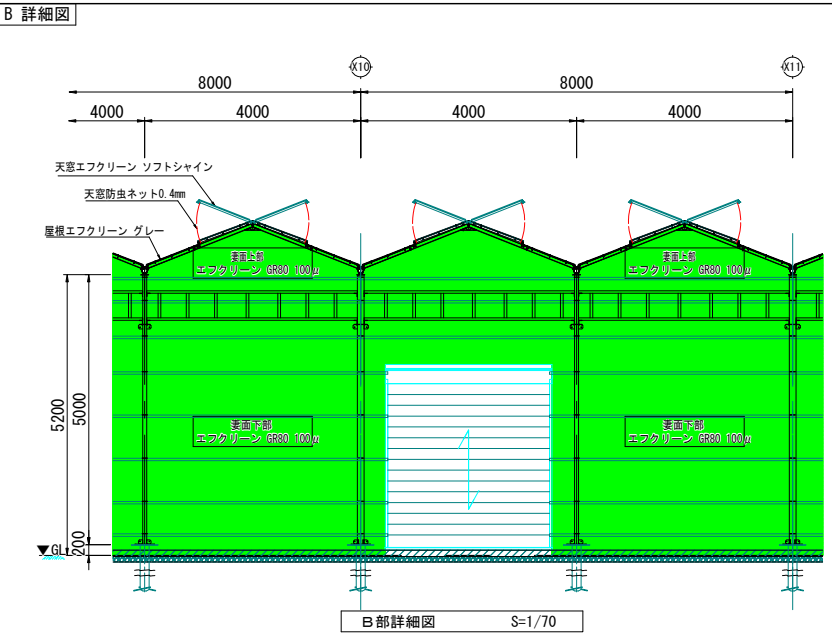 B 詳細図
X10
X11
8000
8000
4000
4000
4000
4000
天窓エフクリーン ソフトシャイン
天窓防虫ネット0.4mm
屋根エフクリーン グレー
妻面上部
エフクリーン GR80 100μ
妻面上部
エフクリーン GR80 100μ
5200
5000
妻面下部
エフクリーン GR80 100μ
妻面下部
エフクリーン GR80 100μ
▼GL
200
B部詳細図 S=1/70